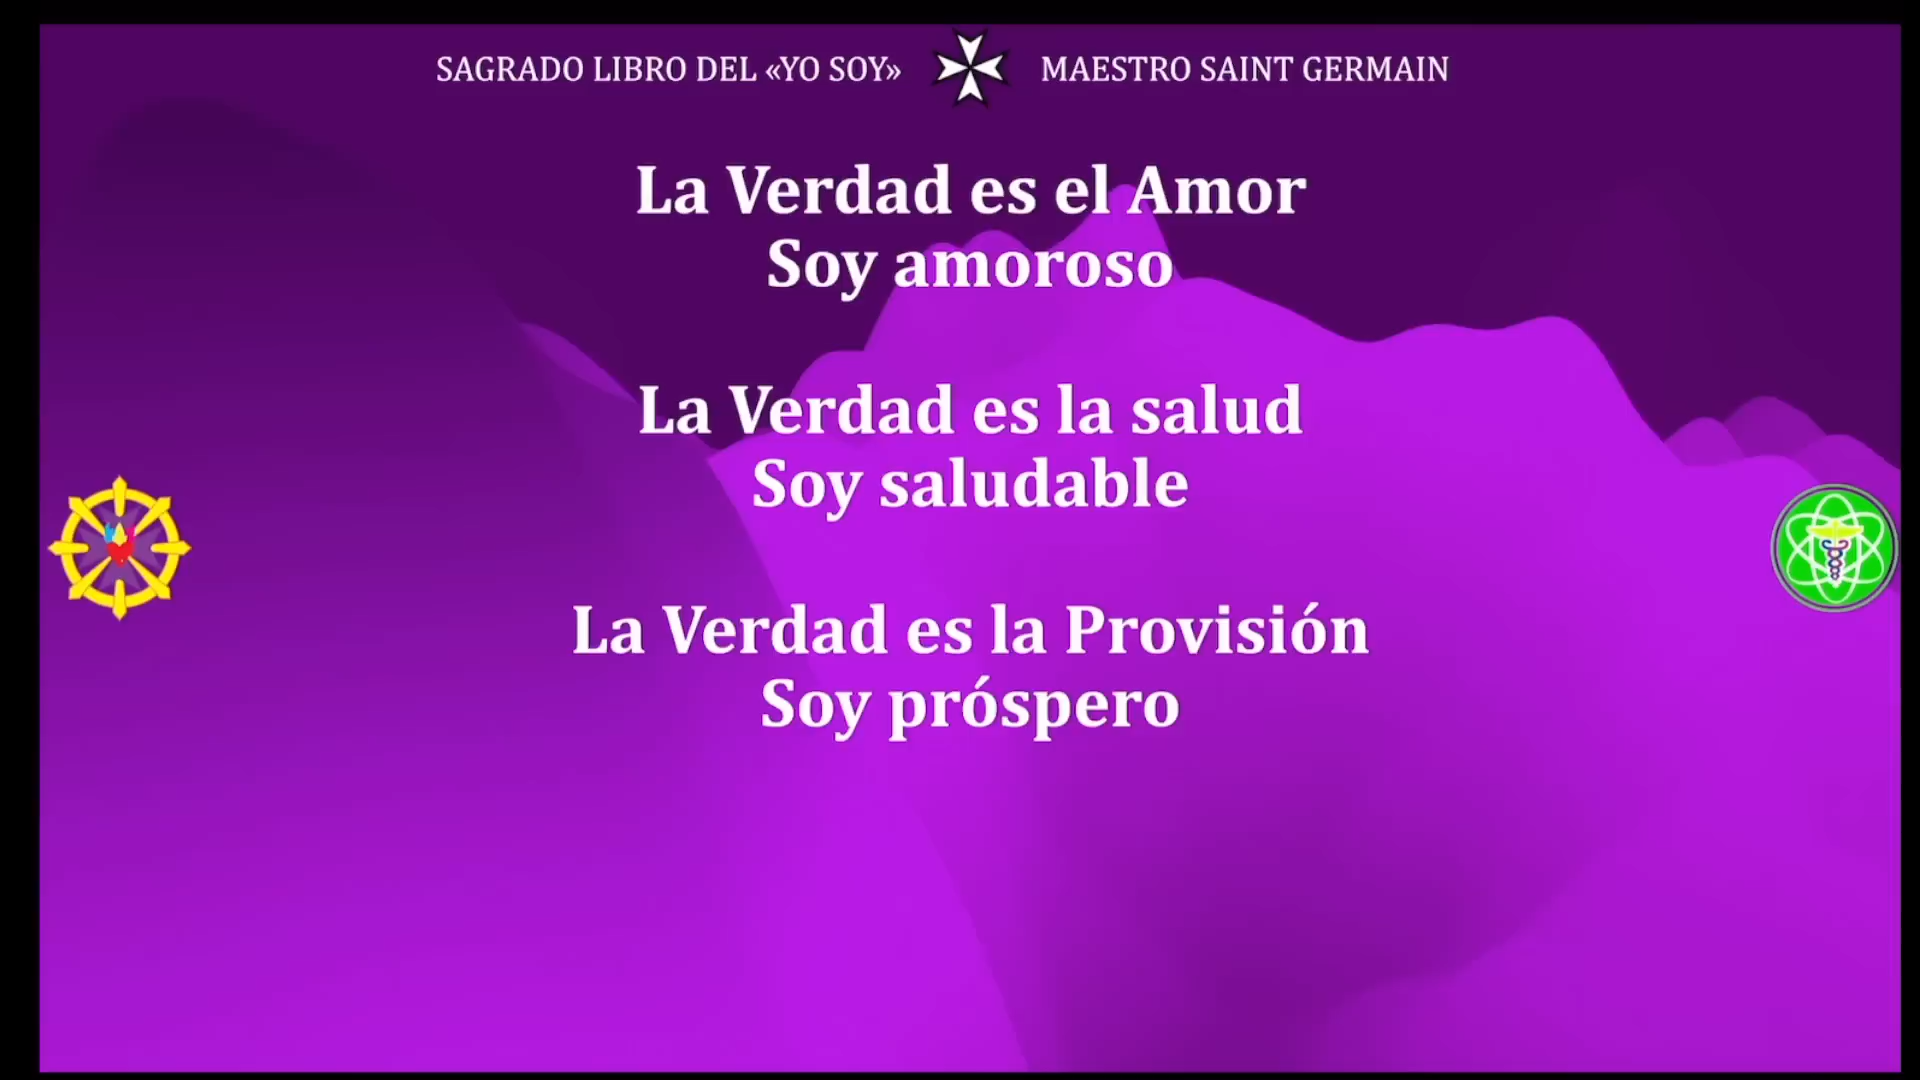 SAGRADO LIBRO DEL «YO SOY» MAESTRO SAINT GERMAIN
La Verdad es el Amor
Soy amoroso
La Verdad es la salud
Soy saludable
La Verdad es la Provisión
Soy próspero